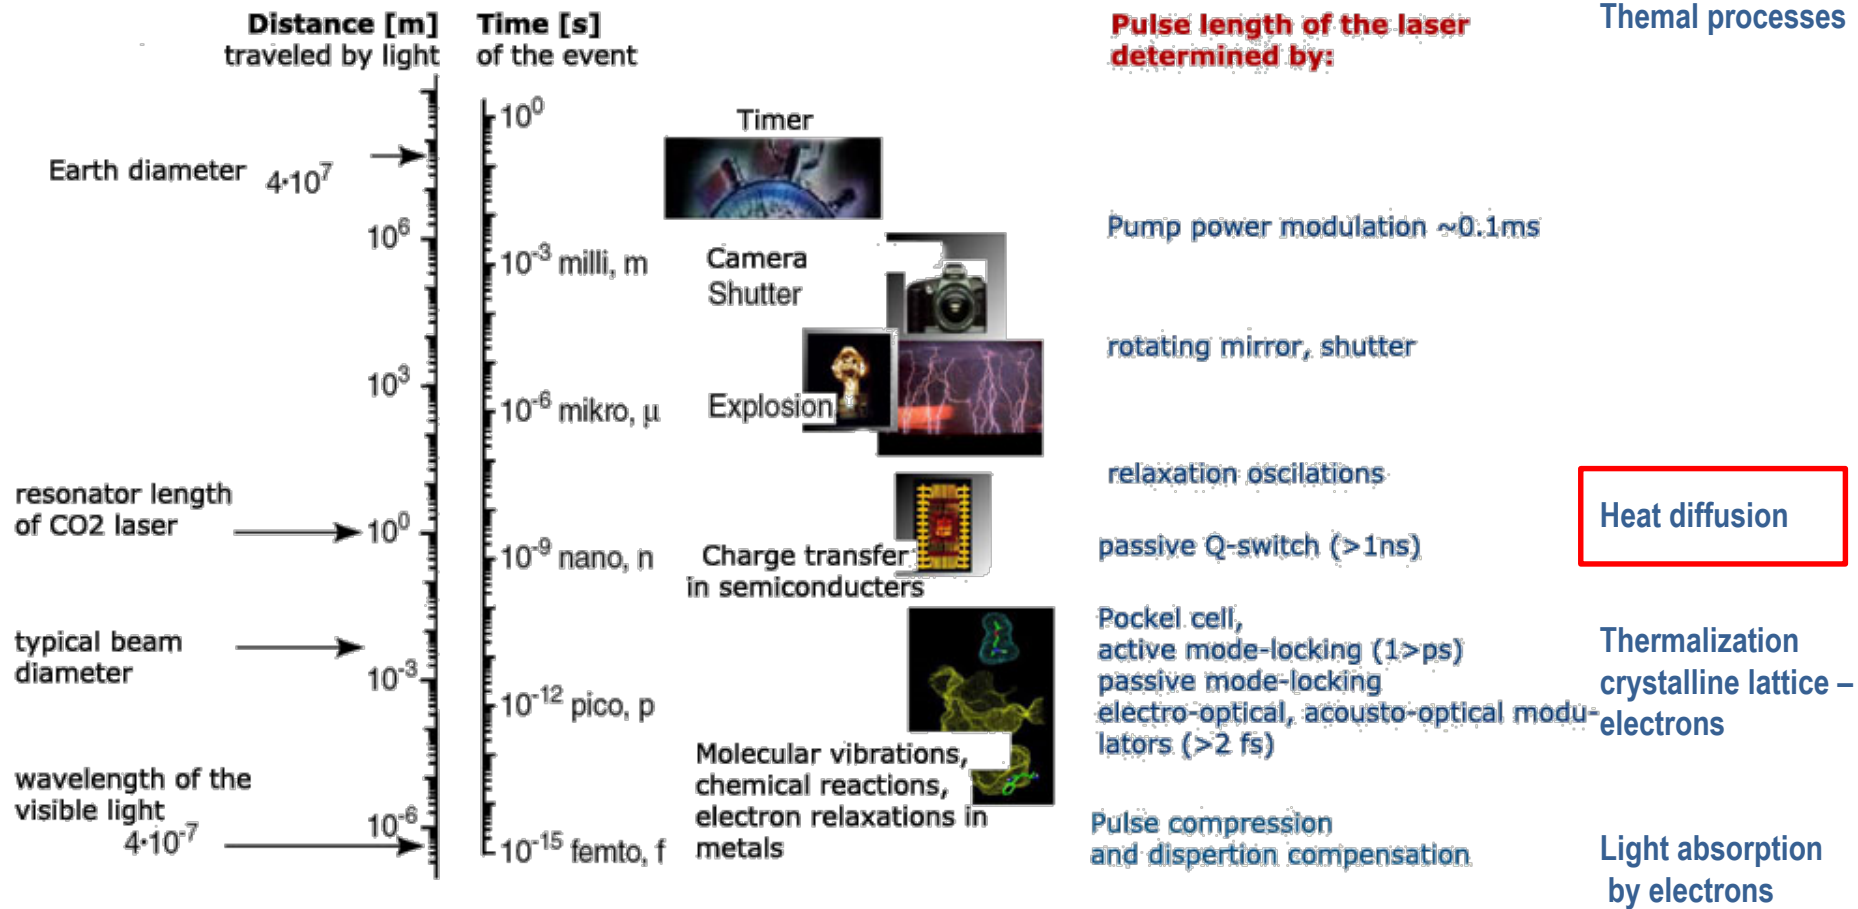 Distance [m]
traveled by light
Time [s]
of the event
Pulse length of the laser
determined by:
Themal processes
Earth diameter 4·10⁷
10⁶
10³
resonator length
of CO2 laser
10⁰
typical beam
diameter
10⁻³
wavelength of the
visible light
4·10⁻⁷
10⁻⁶
10⁰
10⁻³ milli, m
10⁻⁶ mikro, μ
10⁻⁹ nano, n
10⁻¹² pico, p
10⁻¹⁵ femto, f
Timer
Camera
Shutter
Explosion
Charge transfer
in semiconducters
Molecular vibrations,
chemical reactions,
electron relaxations in
metals
Pump power modulation ~0.1ms
rotating mirror, shutter
relaxation oscilations
passive Q-switch (>1ns)
Pockel cell,
active mode-locking (1>ps)
passive mode-locking
electro-optical, acousto-optical modu-
lators (>2 fs)
Pulse compression
and dispertion compensation
Heat diffusion
Thermalization
crystalline lattice –
electrons
Light absorption
by electrons